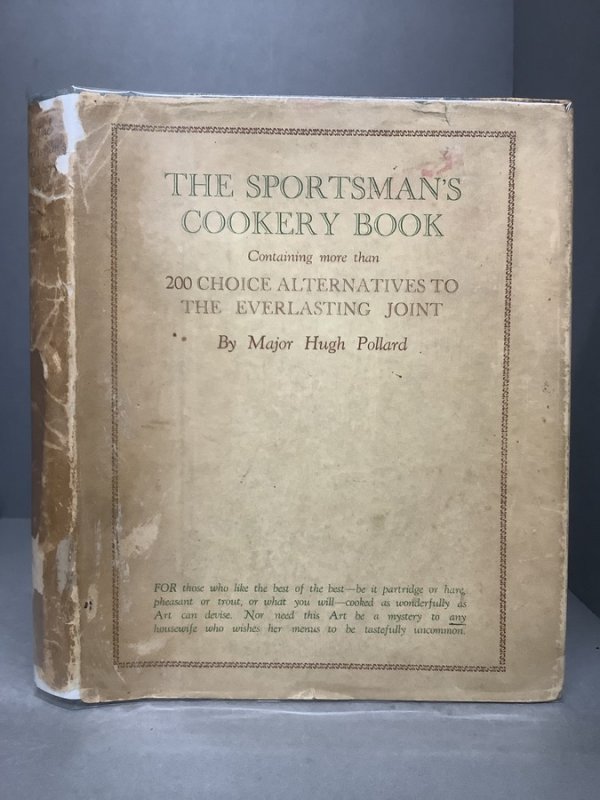 THE SPORTSMAN'S
COOKERY BOOK
Containing more than
200 CHOICE ALTERNATIVES TO
THE EVERLASTING JOINT
By Major Hugh Pollard
FOR those who like the best of the best—be it partridge or hare,
pheasant or trout, or what you will—cooked as wonderfully as
Art can devise. Nor need this Art be a mystery to any
housewife who wishes her menus to be tastefully uncommon.